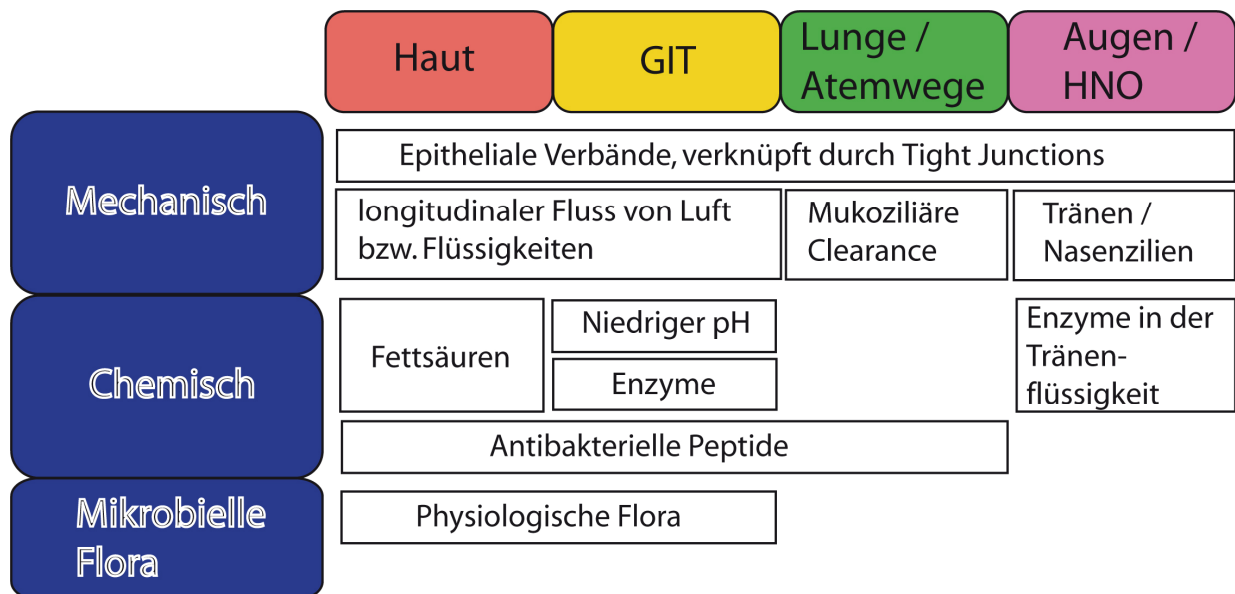 Haut
GIT
Lunge /
Atemwege
Augen /
HNO
Mechanisch
Epitheliale Verbände, verknüpft durch Tight Junctions
longitudinaler Fluss von Luft
bzw. Flüssigkeiten
Mukoziliäre
Clearance
Tränen /
Nasenzilien
Chemisch
Fettsäuren
Niedriger pH
Enzyme
Enzyme in der
Tränen-
flüssigkeit
Antibakterielle Peptide
Mikrobielle
Flora
Physiologische Flora